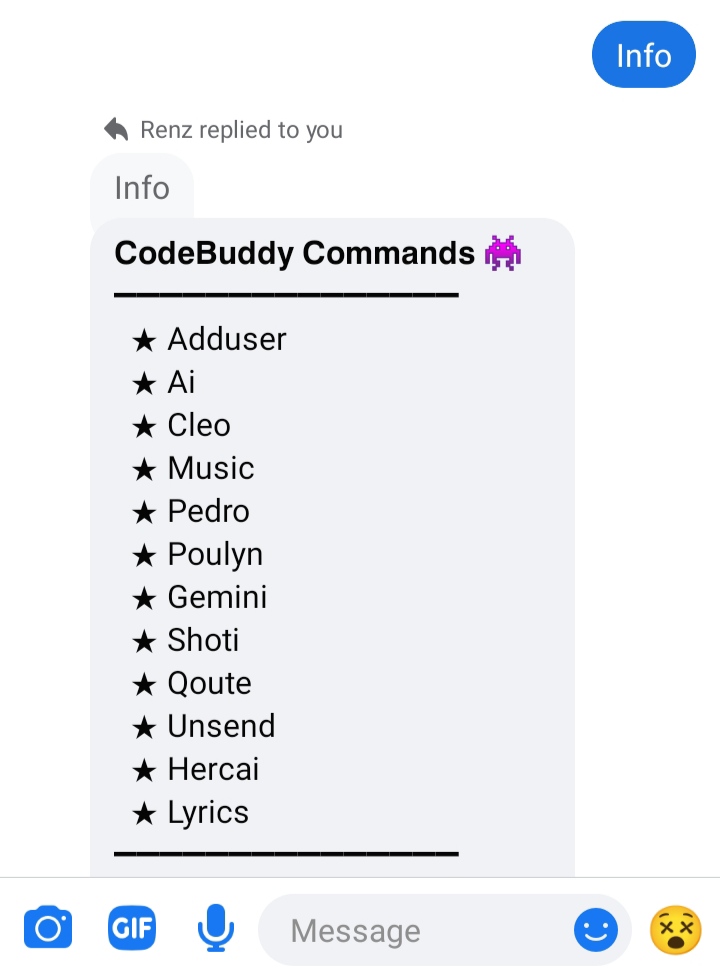 Info
Renz replied to you
Info
CodeBuddy Commands 👾
★ Adduser
★ Ai
★ Cleo
★ Music
★ Pedro
★ Poulyn
★ Gemini
★ Shoti
★ Qoute
★ Unsend
★ Hercai
★ Lyrics
GIF
Message